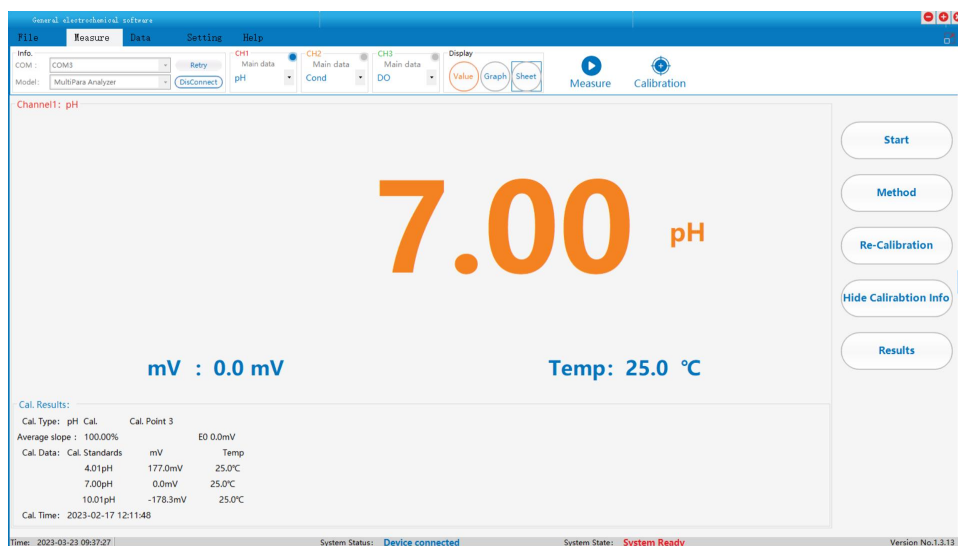 General electrochemical software
File Measure Data Setting Help
Info. CH1 CH2 CH3 Display
COM : COM3 Retry Main data Main data Main data
Model: MultiPara Analyzer DisConnect pH Cond DO Value Graph Sheet Measure Calibration
Channel1: pH
Start
Method
7.00 pH
Re-Calibration
Hide Calirabtion Info
Results
mV : 0.0 mV Temp: 25.0 ℃
Cal. Results:
Cal. Type: pH Cal. Cal. Point 3
Average slope : 100.00% E0 0.0mV
Cal. Data: Cal. Standards mV Temp
4.01pH 177.0mV 25.0℃
7.00pH 0.0mV 25.0℃
10.01pH -178.3mV 25.0℃
Cal. Time: 2023-02-17 12:11:48
Time: 2023-03-23 09:37:27 System Status: Device connected System State: System Ready Version No.1.3.13